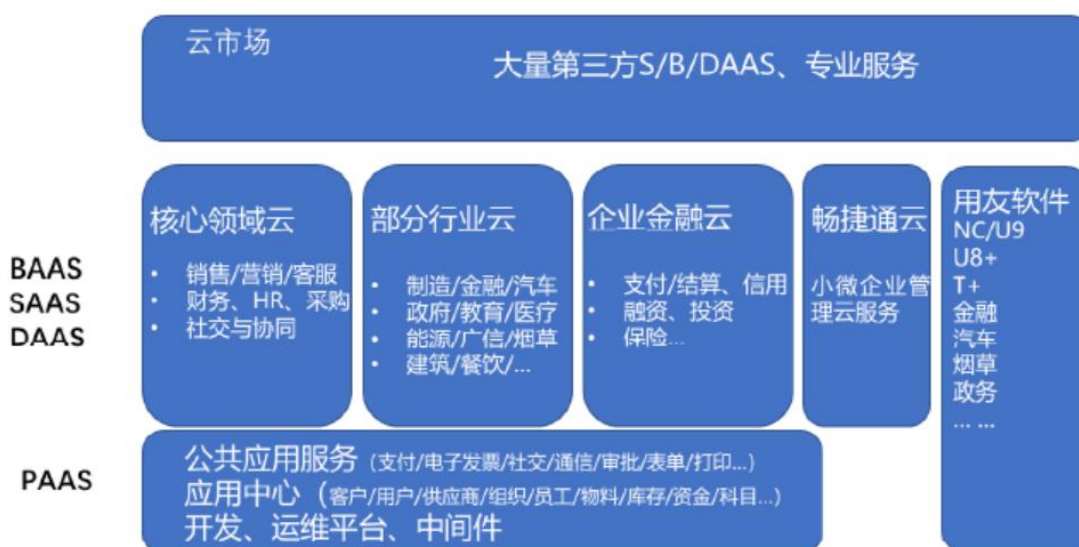 云市场
大量第三方S/B/DAAS、专业服务
BAAS
SAAS
DAAS
核心领域云
• 销售/营销/客服
• 财务、HR、采购
• 社交与协同
部分行业云
• 制造/金融/汽车
• 政府/教育/医疗
• 能源/广信/烟草
• 建筑/餐饮/...
企业金融云
• 支付/结算、信用
• 融资、投资
• 保险...
畅捷通云
小微企业管
理云服务
用友软件
NC/U9
U8+
T+
金融
汽车
烟草
政务
... ...
PAAS
公共应用服务（支付/电子发票/社交/通信/审批/表单/打印...）
应用中心（客户/用户/供应商/组织/员工/物料/库存/资金/科目...）
开发、运维平台、中间件